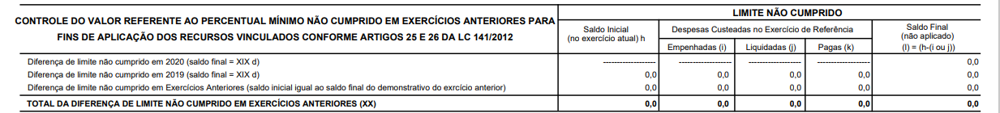 CONTROLE DO VALOR REFERENTE AO PERCENTUAL MÍNIMO NÃO CUMPRIDO EM EXERCÍCIOS ANTERIORES PARA FINS DE APLICAÇÃO DOS RECURSOS VINCULADOS CONFORME ARTIGOS 25 E 26 DA LC 141/2012
LIMITE NÃO CUMPRIDO
Saldo Inicial
(no exercício atual) h
Despesas Custeadas no Exercício de Referência
Empenhadas (i) Liquidadas (j) Pagas (k)
Saldo Final
(não aplicado)
(l) = (h-(i ou j))
Diferença de limite não cumprido em 2020 (saldo final = XIX d) ------------------- ------------------- ------------------- ------------------- 0,0
Diferença de limite não cumprido em 2019 (saldo final = XIX d) 0,0 0,0 0,0 0,0 0,0
Diferença de limite não cumprido em Exercícios Anteriores (saldo inicial igual ao saldo final do demonstrativo do exrcício anterior) 0,0 0,0 0,0 0,0 0,0
TOTAL DA DIFERENÇA DE LIMITE NÃO CUMPRIDO EM EXERCÍCIOS ANTERIORES (XX) 0,0 0,0 0,0 0,0 0,0